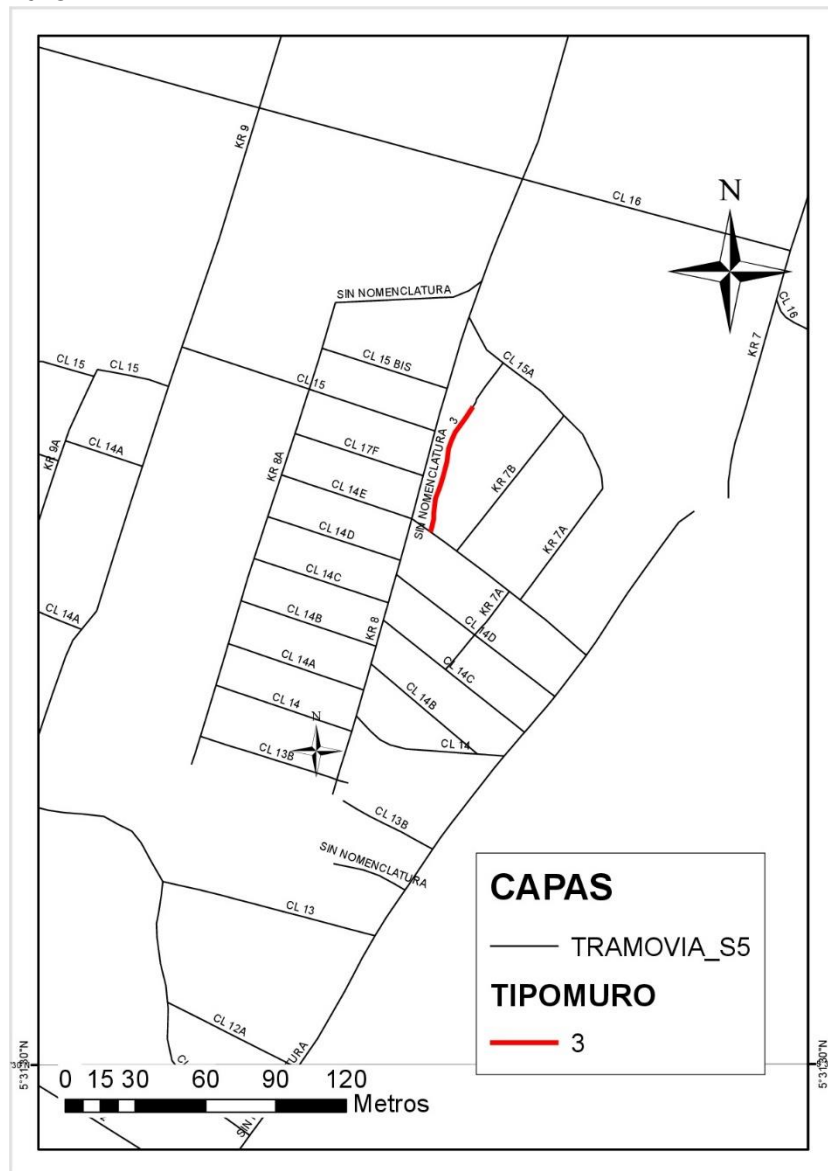 KR 9
CL 16
N
CL 16
KR 7
SIN NOMENCLATURA
CL 15A
CL 15 BIS
CL 15
CL 15
CL 15
3
SIN NOMENCLATURA
CL 17F
CL 14A
KR 9A
KR 8A
CL 14E
KR 7B
KR 7A
CL 14D
CL 14C
KR 7A
CL 14D
CL 14A
CL 14B
KR 8
CL 14C
CL 14A
CL 14B
CL 14
N
CL 14
CL 13B
CL 13B
SIN NOMENCLATURA
CL 13
CAPAS
TRAMOVIA_S5
TIPOMURO
3
CL 12A
5°31'30"N
5°31'30"N
0 15 30 60 90 120
Metros